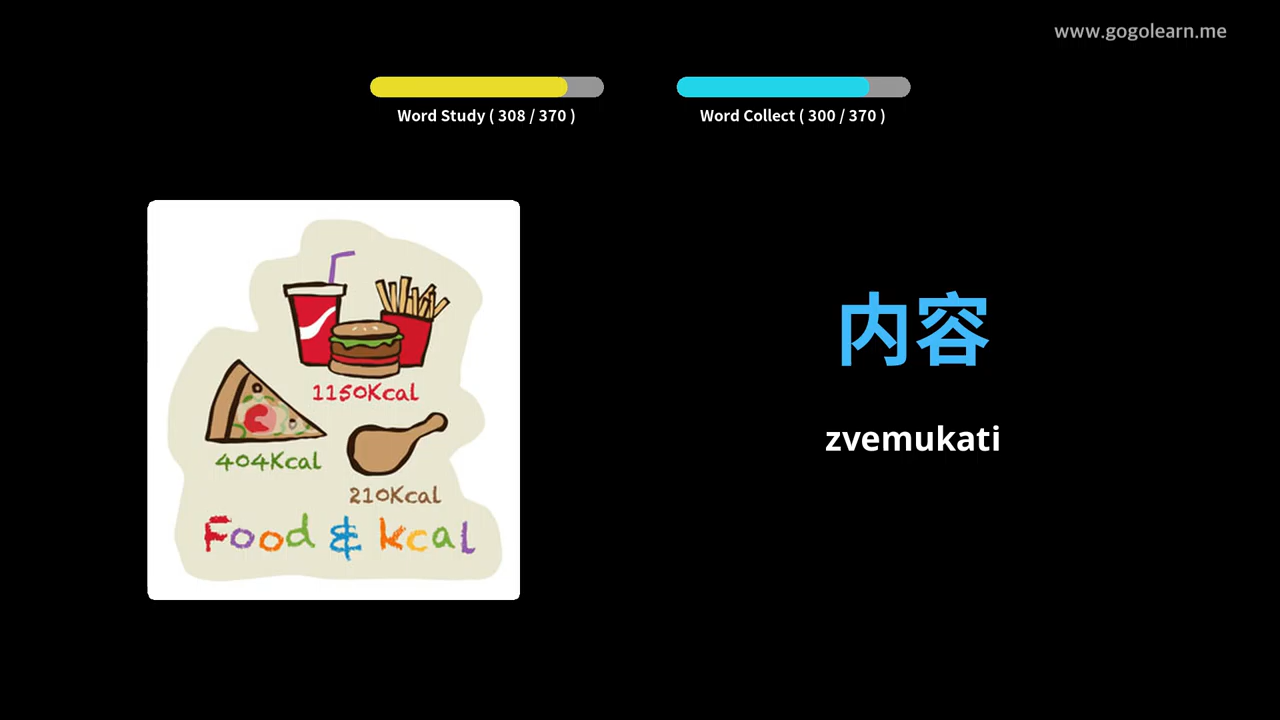 www.gogolearn.me
Word Study ( 308 / 370 )
Word Collect ( 300 / 370 )
1150Kcal
404Kcal
210Kcal
Food & kcal
内容
zvemukati